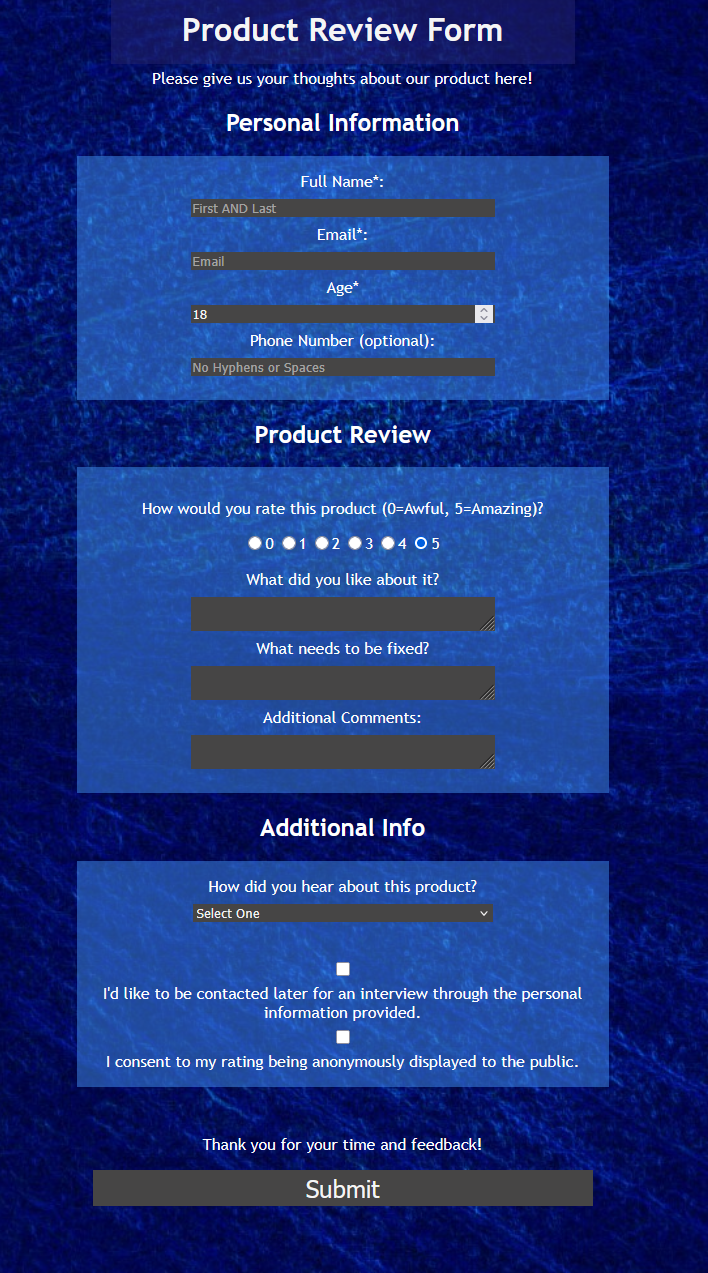 Product Review Form
Please give us your thoughts about our product here!
Personal Information
Full Name*:
First AND Last
Email*:
Email
Age*
18
Phone Number (optional):
No Hyphens or Spaces
Product Review
How would you rate this product (0=Awful, 5=Amazing)?
0 1 2 3 4 5
What did you like about it?
What needs to be fixed?
Additional Comments:
Additional Info
How did you hear about this product?
Select One
I'd like to be contacted later for an interview through the personal
information provided.
I consent to my rating being anonymously displayed to the public.
Thank you for your time and feedback!
Submit